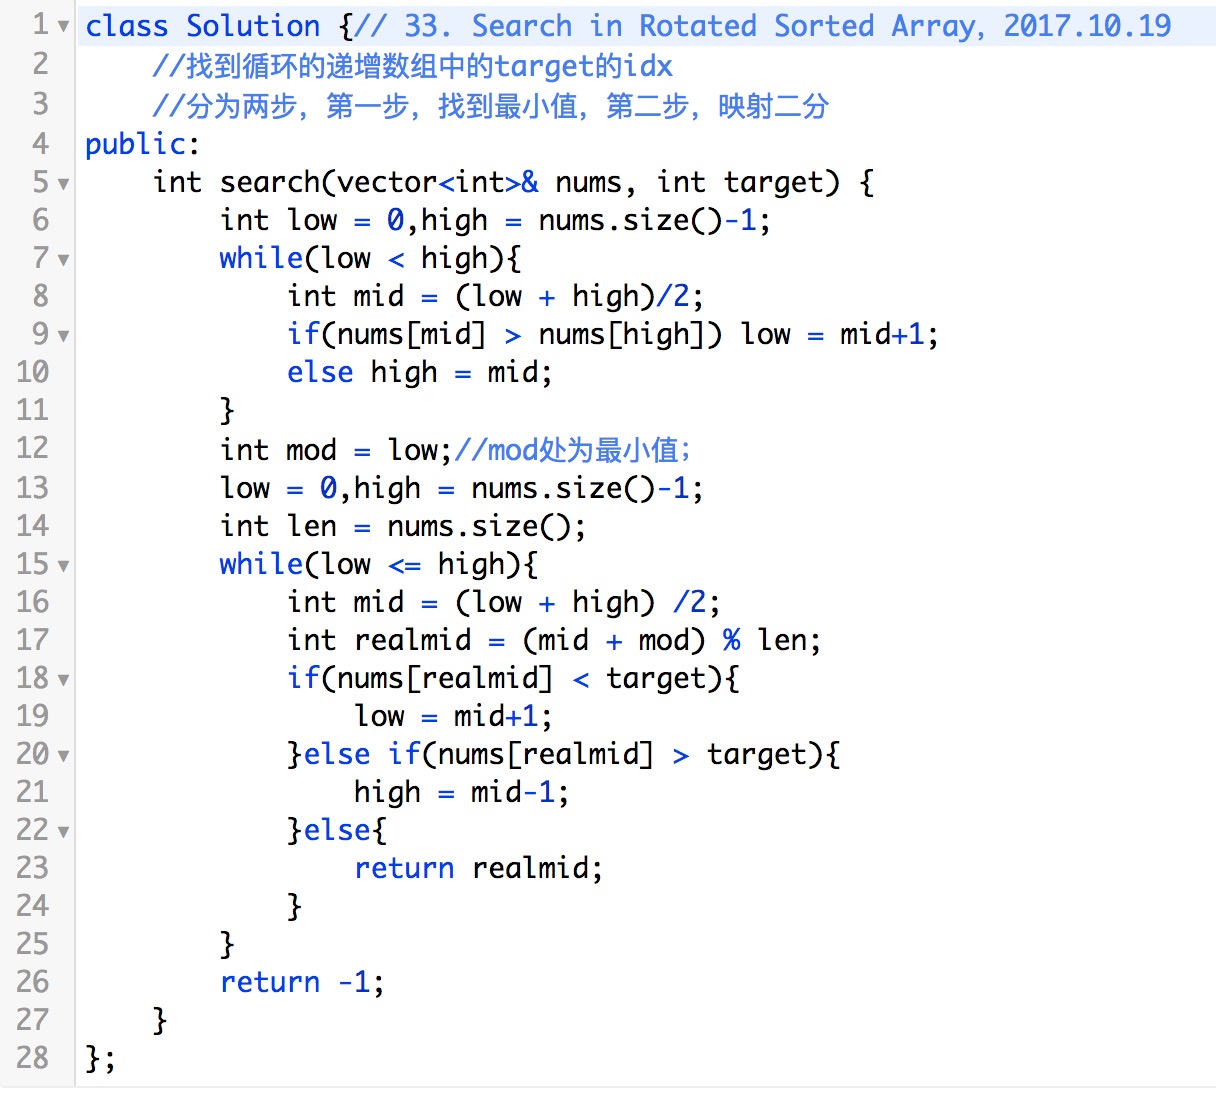 1 class Solution {// 33. Search in Rotated Sorted Array, 2017.10.19
2     //找到循环的递增数组中的target的idx
3     //分为两步，第一步，找到最小值，第二步，映射二分
4 public:
5     int search(vector<int>& nums, int target) {
6         int low = 0,high = nums.size()-1;
7         while(low < high){
8             int mid = (low + high)/2;
9             if(nums[mid] > nums[high]) low = mid+1;
10             else high = mid;
11         }
12         int mod = low;//mod处为最小值；
13         low = 0,high = nums.size()-1;
14         int len = nums.size();
15         while(low <= high){
16             int mid = (low + high) /2;
17             int realmid = (mid + mod) % len;
18             if(nums[realmid] < target){
19                 low = mid+1;
20             }else if(nums[realmid] > target){
21                 high = mid-1;
22             }else{
23                 return realmid;
24             }
25         }
26         return -1;
27     }
28 };